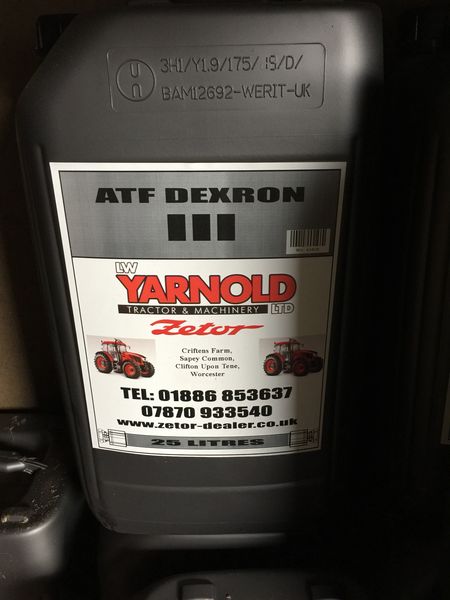 3H1/Y1.9/175/ IS/D/
BAM12692-WERIT-UK
u
n
ATF DEXRON
III
LW
YARNOLD
TRACTOR & MACHINERY
LTD
Zetor
Criftens Farm,
Sapey Common,
Clifton Upon Tene,
Worcester
TEL: 01886 853637
07870 933540
www.zetor-dealer.co.uk
25 LITRES